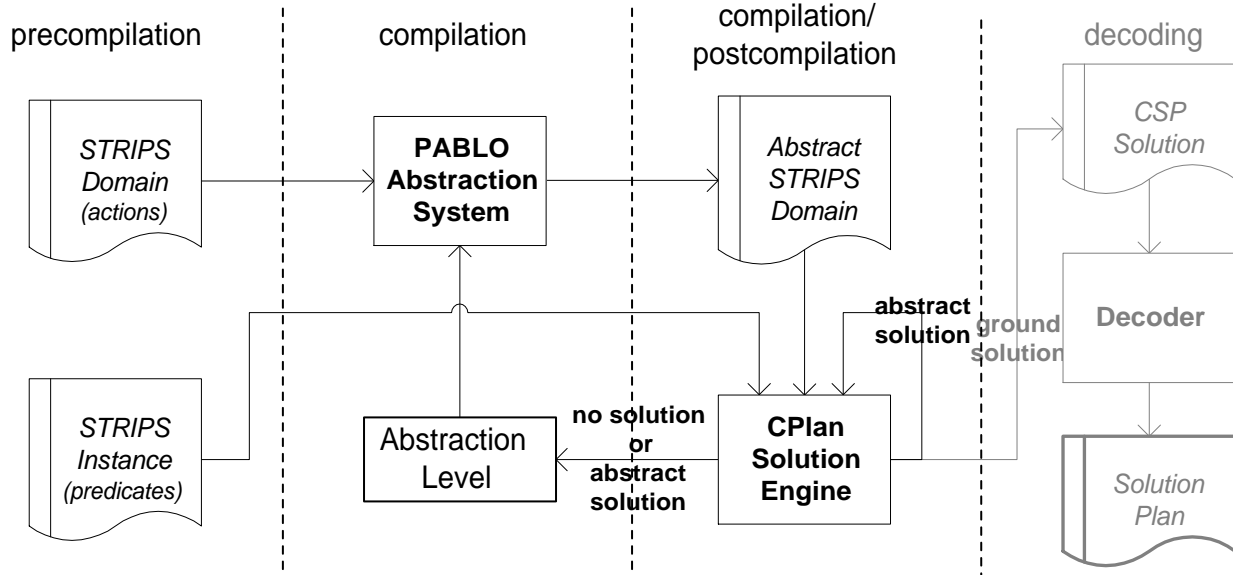 precompilation
compilation
compilation/
postcompilation
decoding
STRIPS
Domain
(actions)
PABLO
Abstraction
System
Abstract
STRIPS
Domain
CSP
Solution
abstract
solution
ground
solution
Decoder
STRIPS
Instance
(predicates)
Abstraction
Level
no solution
or
abstract
solution
CPlan
Solution
Engine
Solution
Plan